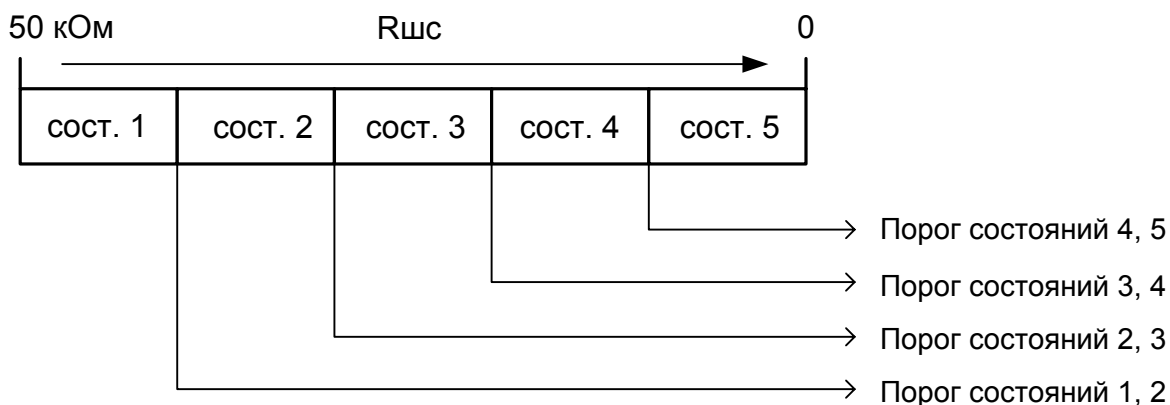 50 кОм Rшс 0
сост. 1 сост. 2 сост. 3 сост. 4 сост. 5
Порог состояний 4, 5
Порог состояний 3, 4
Порог состояний 2, 3
Порог состояний 1, 2